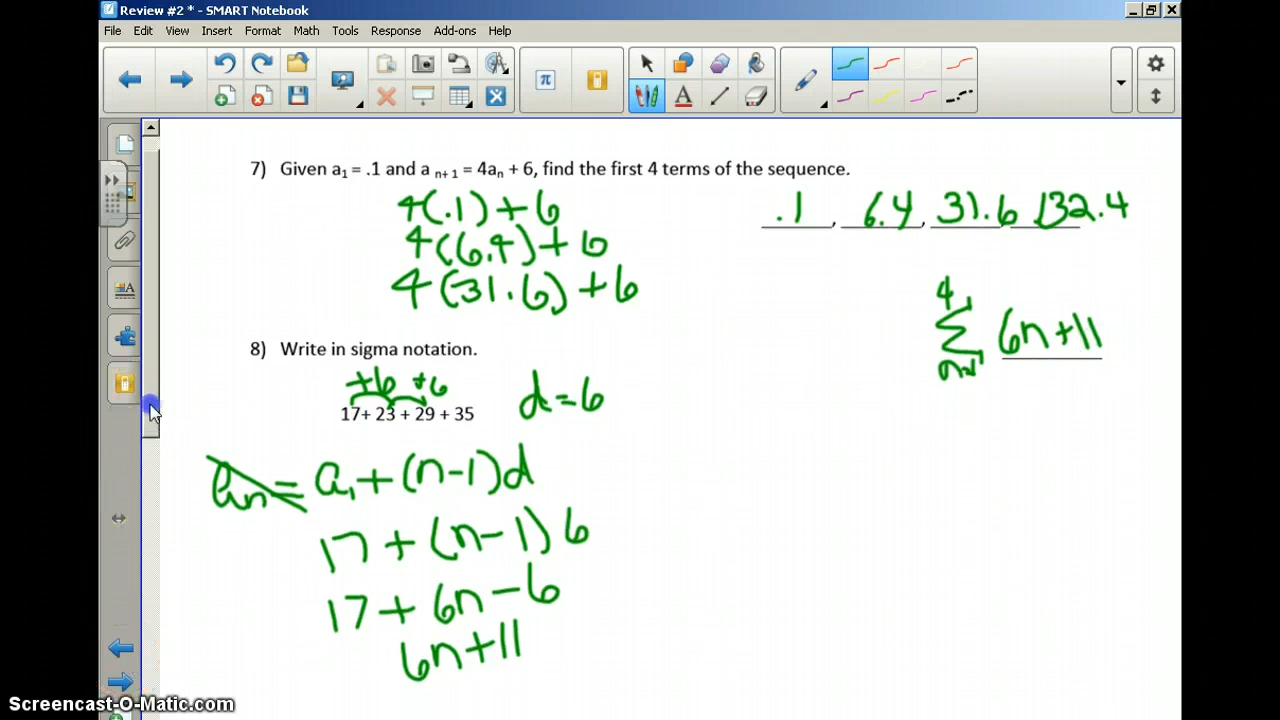 Review #2 * - SMART Notebook
File Edit View Insert Format Math Tools Response Add-ons Help
π A
7) Given a₁ = .1 and a ₙ₊₁ = 4aₙ + 6, find the first 4 terms of the sequence.
4(.1) + 6
.1 , 6.4 , 31.6 132.4
4(6.4) + 6
4(31.6) + 6
4
Σ 6n+11
n=1
8) Write in sigma notation.
+6 +6
17+ 23 + 29 + 35
d = 6
an = a₁ + (n-1)d
17 + (n-1) 6
17 + 6n - 6
6n + 11
Screencast-O-Matic.com